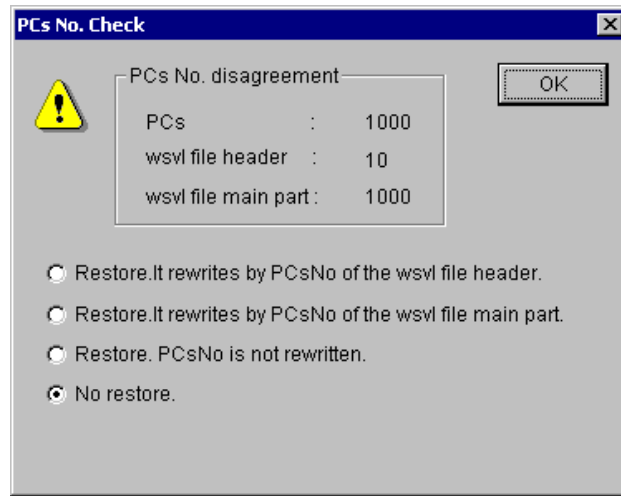 PCs No. Check
OK
PCs No. disagreement
PCs : 1000
wsvl file header : 10
wsvl file main part : 1000
Restore.It rewrites by PCsNo of the wsvl file header.
Restore.It rewrites by PCsNo of the wsvl file main part.
Restore. PCsNo is not rewritten.
No restore.